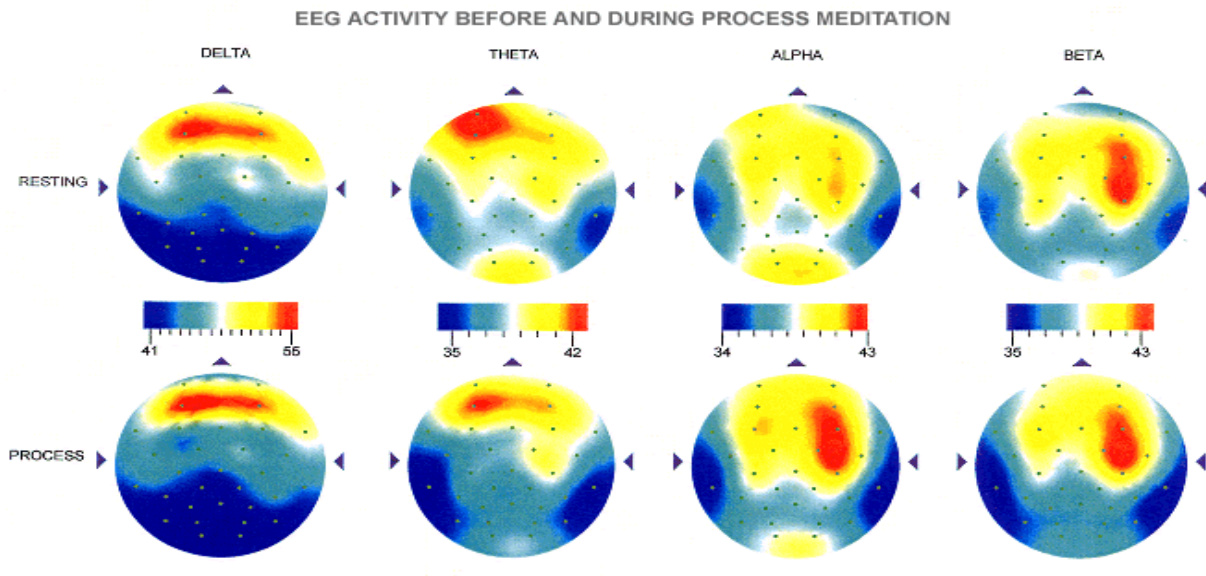 EEG ACTIVITY BEFORE AND DURING PROCESS MEDITATION
DELTA THETA ALPHA BETA
RESTING
41 55 35 42 34 43 35 43
PROCESS